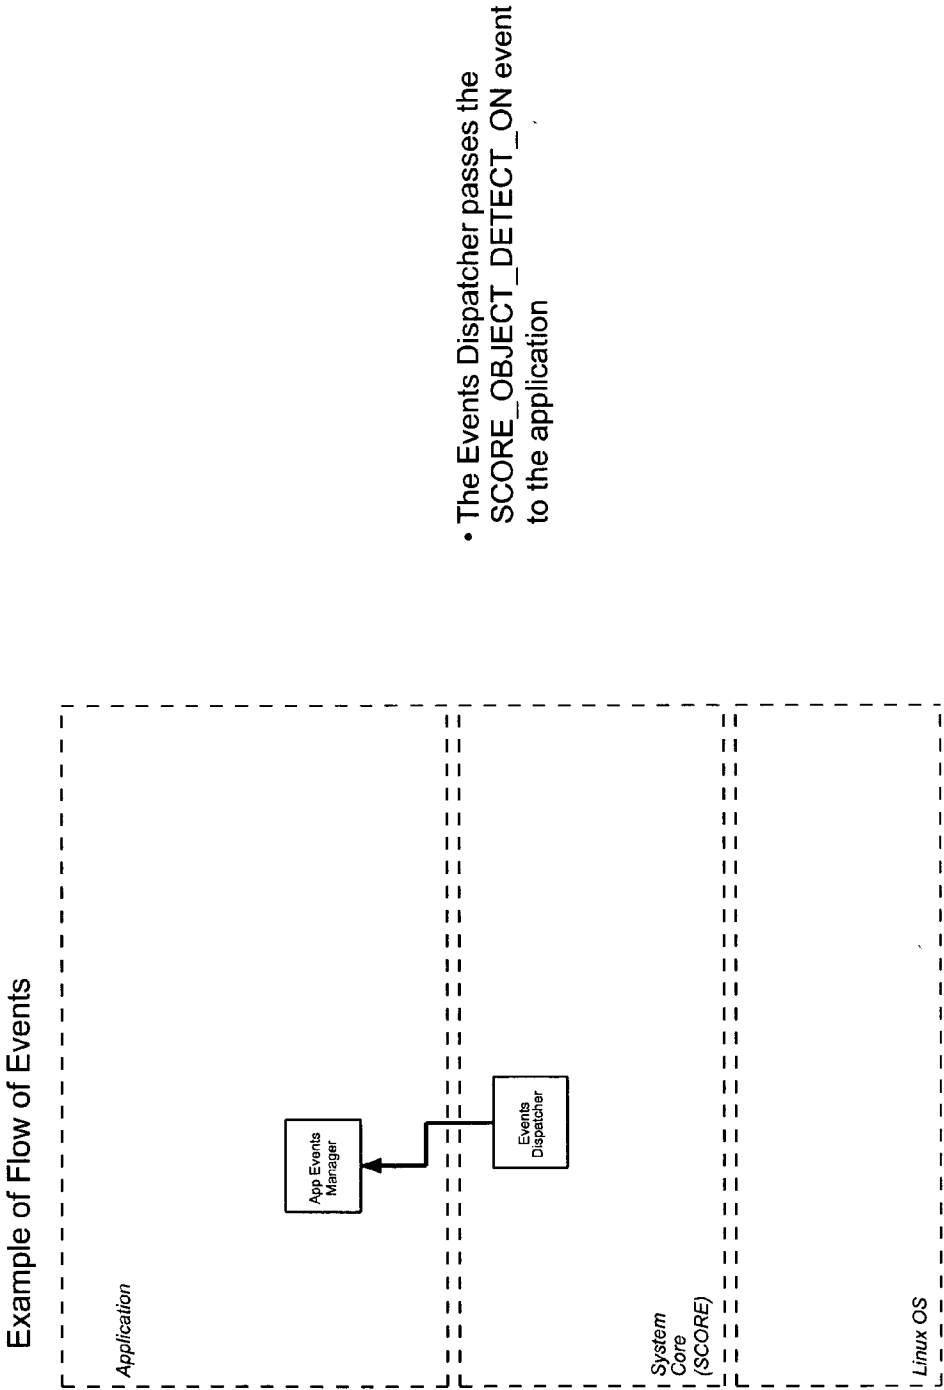 Example of Flow of Events
Application
App Events
Manager
System
Core
(SCORE)
Events
Dispatcher
Linux OS
• The Events Dispatcher passes the
SCORE_OBJECT_DETECT_ON event
to the application